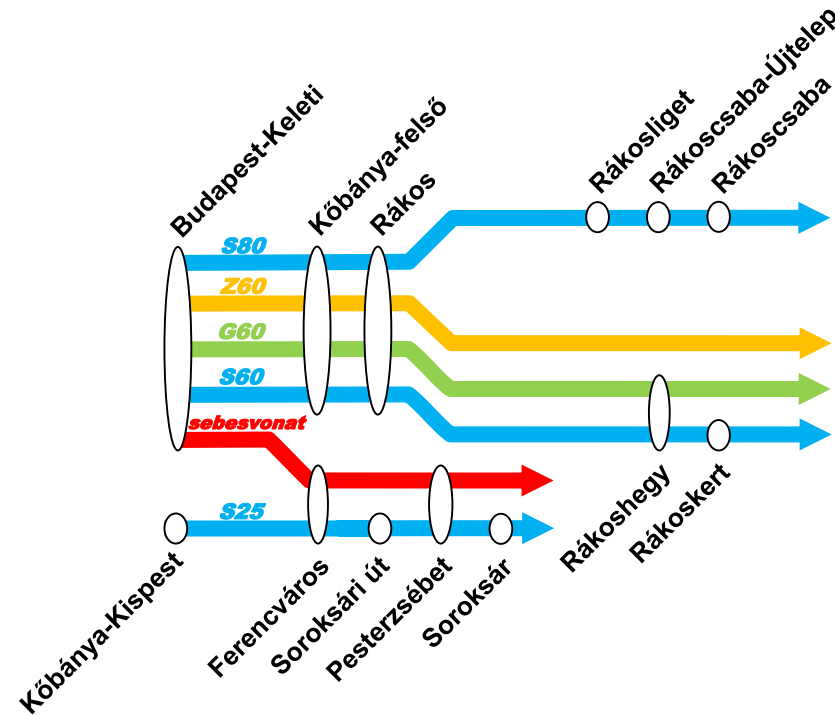 Budapest-Keleti
Kőbánya-felső
Rákos
Rákosliget
Rákoscsaba-Újtelep
Rákoscsaba
S80
Z60
G60
S60
sebesvonat
S25
Kőbánya-Kispest
Ferencváros
Soroksári út
Pesterzsébet
Soroksár
Rákoshegy
Rákoskert